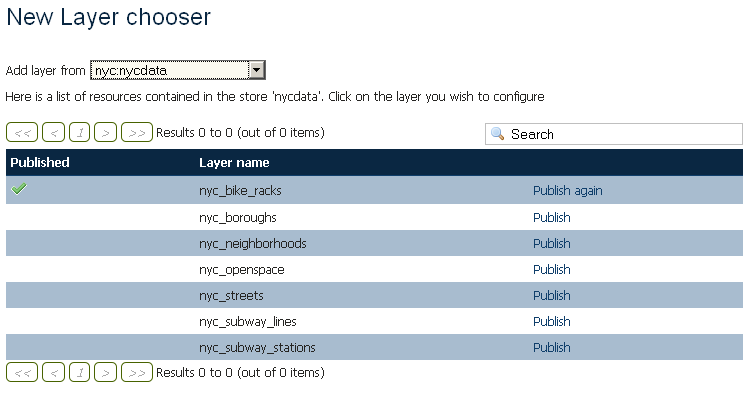 New Layer chooser
Add layer from nyc:nycdata
Here is a list of resources contained in the store 'nycdata'. Click on the layer you wish to configure
<< < 1 > >> Results 0 to 0 (out of 0 items) Search
Published Layer name
nyc_bike_racks Publish again
nyc_boroughs Publish
nyc_neighborhoods Publish
nyc_openspace Publish
nyc_streets Publish
nyc_subway_lines Publish
nyc_subway_stations Publish
<< < 1 > >> Results 0 to 0 (out of 0 items)